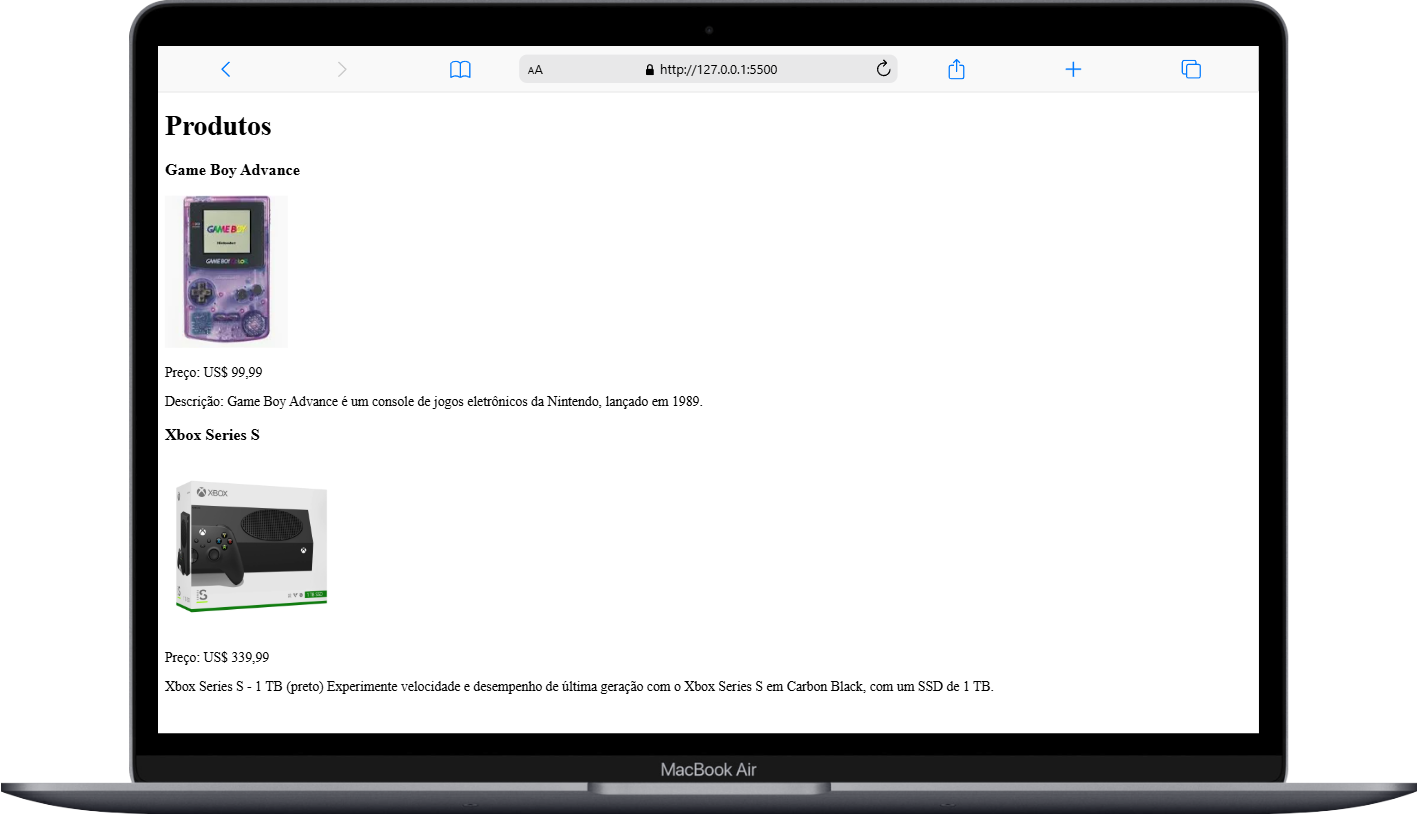 AA
http://127.0.0.1:5500
Produtos
Game Boy Advance
GAME BOY
Nintendo
GAME BOY COLOR
Preço: US$ 99,99
Descrição: Game Boy Advance é um console de jogos eletrônicos da Nintendo, lançado em 1989.
Xbox Series S
XBOX
S
Preço: US$ 339,99
Xbox Series S - 1 TB (preto) Experimente velocidade e desempenho de última geração com o Xbox Series S em Carbon Black, com um SSD de 1 TB.
MacBook Air